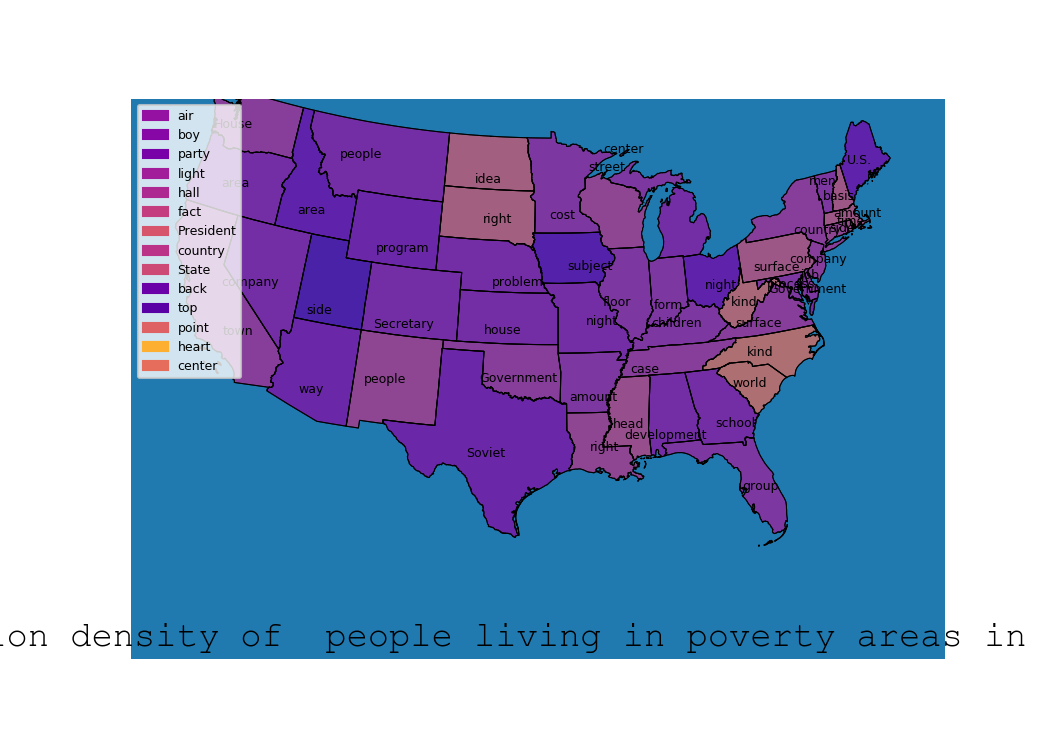 air
boy
party
light
hall
fact
President
country
State
back
top
point
heart
center
House
area
company
town
people
area
program
side
Secretary
way
people
idea
right
problem
house
Government
Soviet
cost
subject
night
amount
right
center
street
floor
form
children
case
head
development
night
kind
surface
surface
kind
world
school
group
men
basis
U.S.
amount
country
company
Government
ion density of  people living in poverty areas in